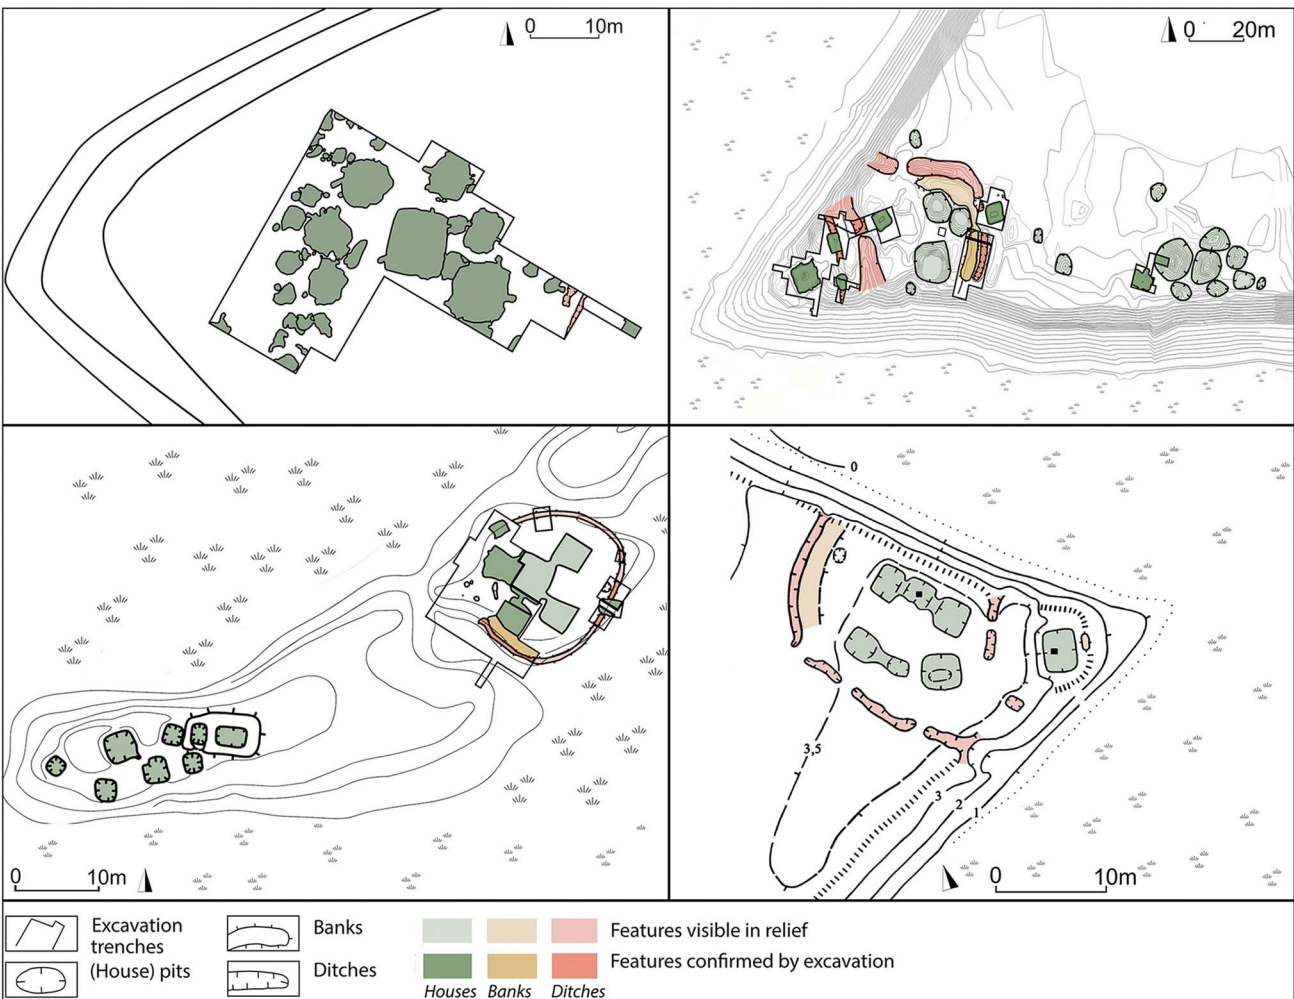 0 10m
0 20m
0
3,5
3
2
1
0 10m
0 10m
Excavation
trenches
(House) pits
Banks
Ditches
Features visible in relief
Features confirmed by excavation
Houses Banks Ditches